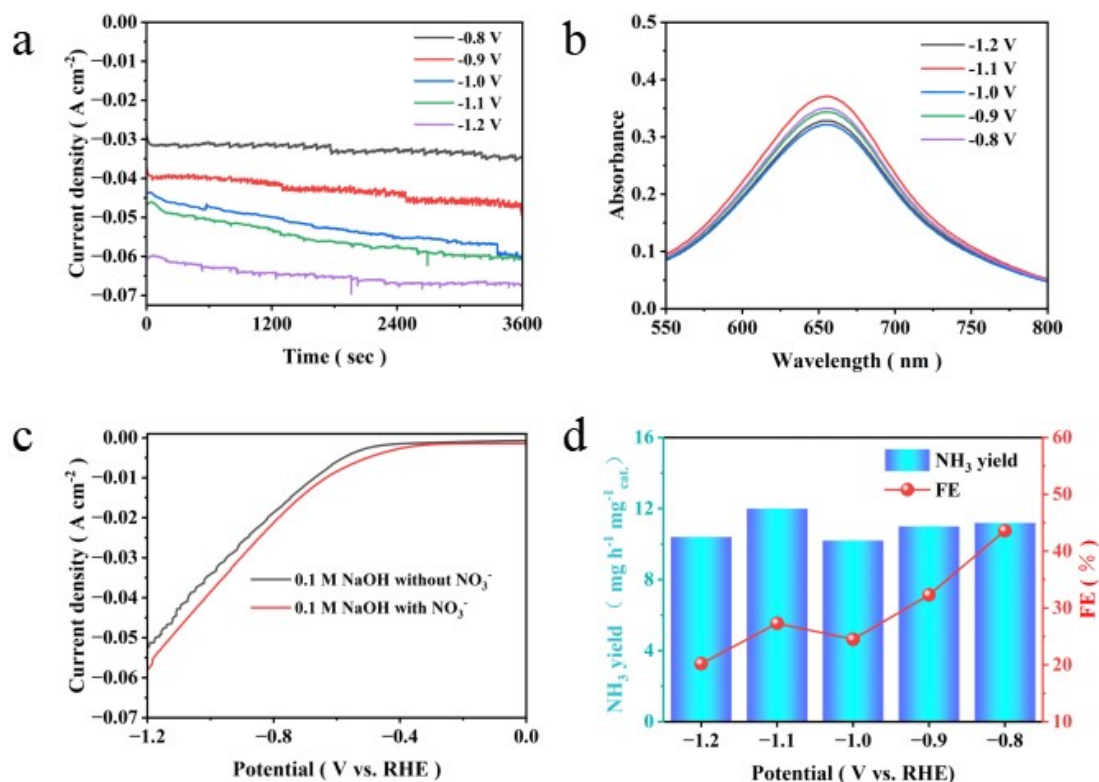 a
0.00
−0.01
−0.02
−0.03
−0.04
−0.05
−0.06
−0.07
Current density ( A cm⁻²)
-0.8 V
-0.9 V
-1.0 V
-1.1 V
-1.2 V
0
1200
2400
3600
Time ( sec)
b
0.5
0.4
0.3
0.2
0.1
0.0
Absorbance
-1.2 V
-1.1 V
-1.0 V
-0.9 V
-0.8 V
550
600
650
700
750
800
Wavelength ( nm)
c
0.00
−0.01
−0.02
−0.03
−0.04
−0.05
−0.06
−0.07
Current density ( A cm⁻²)
0.1 M NaOH without NO₃⁻
0.1 M NaOH with NO₃⁻
−1.2
−0.8
−0.4
0.0
Potential ( V vs. RHE )
d
16
12
8
4
0
NH₃ yield （ mg h⁻¹ mg⁻¹cat.）
NH₃ yield
FE
60
50
40
30
20
10
FE ( % )
−1.2
−1.1
−1.0
−0.9
−0.8
Potential ( V vs. RHE)